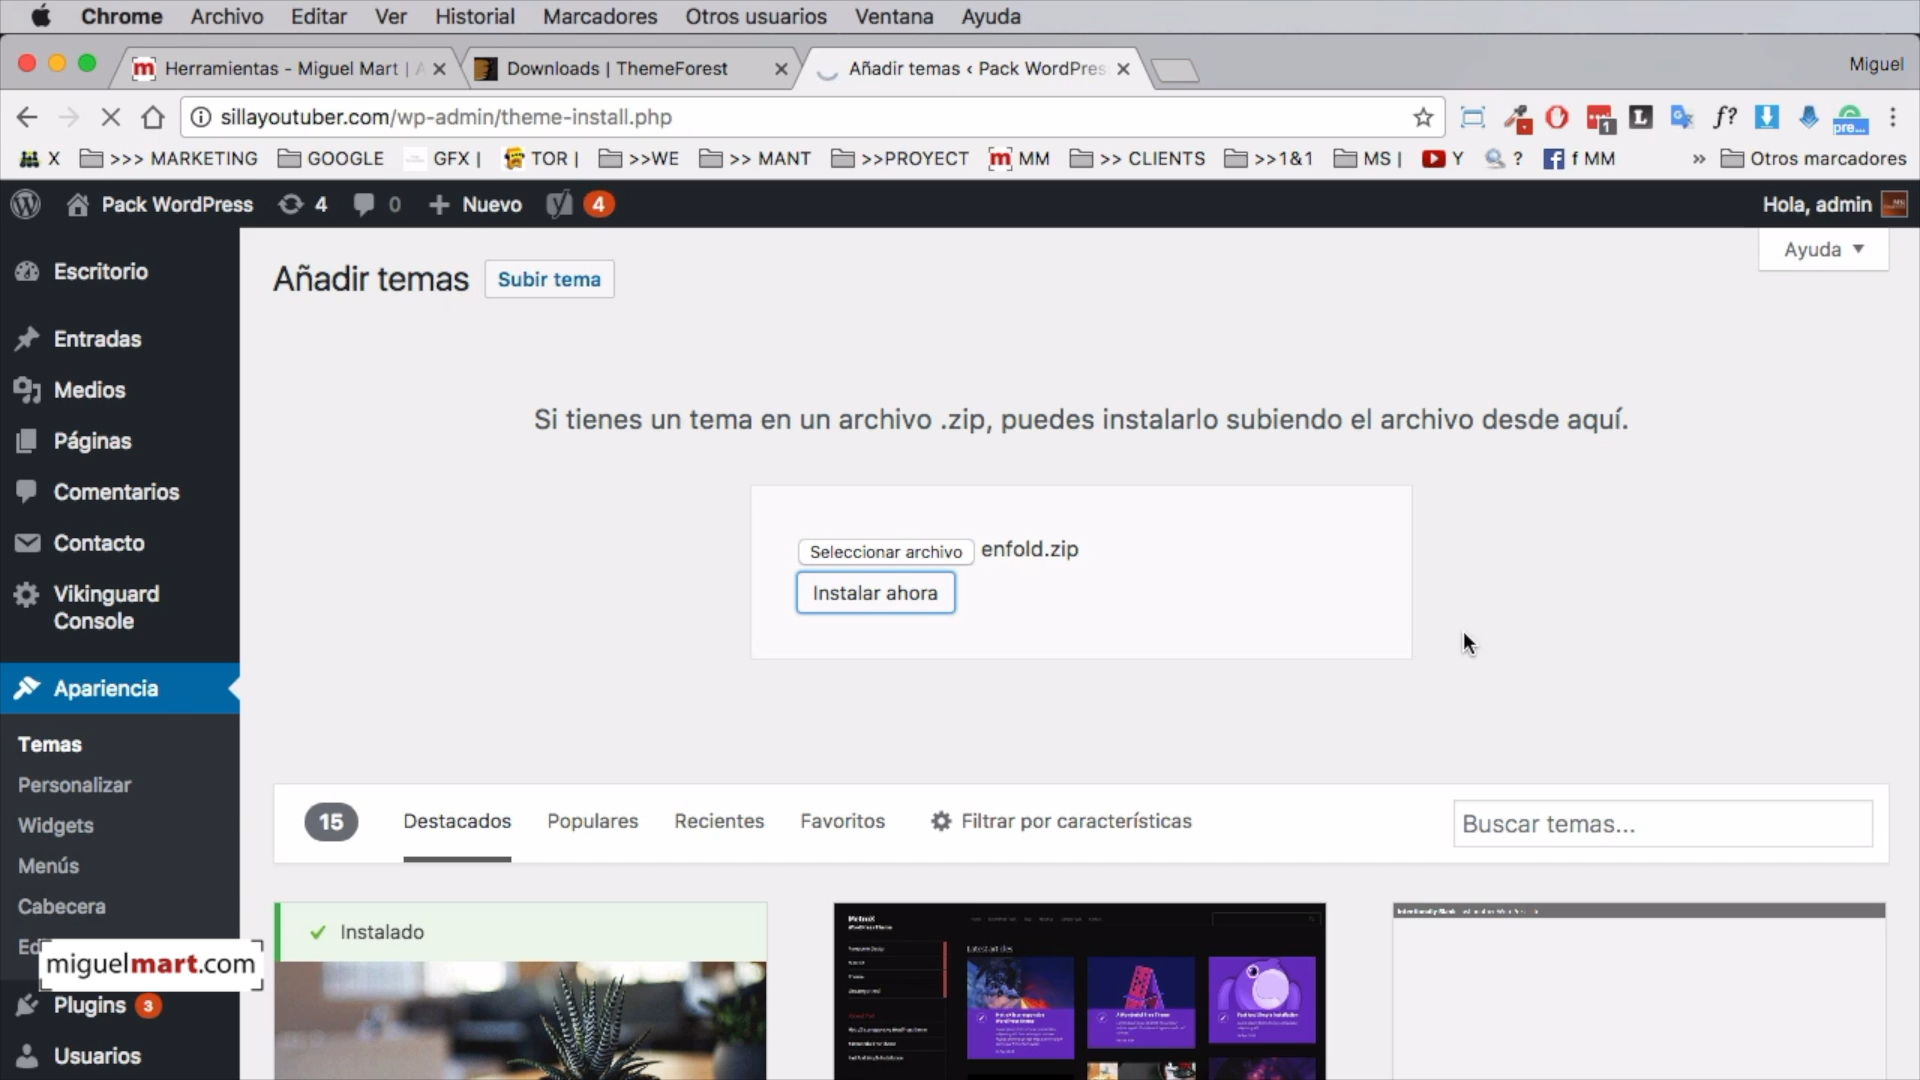 Chrome Archivo Editar Ver Historial Marcadores Otros usuarios Ventana Ayuda
Herramientas - Miguel Mart | A
Downloads | ThemeForest
Añadir temas ‹ Pack WordPres
Miguel
sillayoutuber.com/wp-admin/theme-install.php
X >>> MARKETING GOOGLE GFX | TOR | >>WE >> MANT >>PROYECT MM >> CLIENTS >>1&1 MS | Y ? f MM » Otros marcadores
Pack WordPress 4 0 + Nuevo 4 Hola, admin
Ayuda
Escritorio
Entradas
Medios
Páginas
Comentarios
Contacto
Vikinguard
Console
Apariencia
Temas
Personalizar
Widgets
Menús
Cabecera
Ed
miguelmart.com
Plugins 3
Usuarios
Añadir temas Subir tema
Si tienes un tema en un archivo .zip, puedes instalarlo subiendo el archivo desde aquí.
Seleccionar archivo enfold.zip
Instalar ahora
15 Destacados Populares Recientes Favoritos Filtrar por características Buscar temas...
Instalado
MetroX
Latest articles